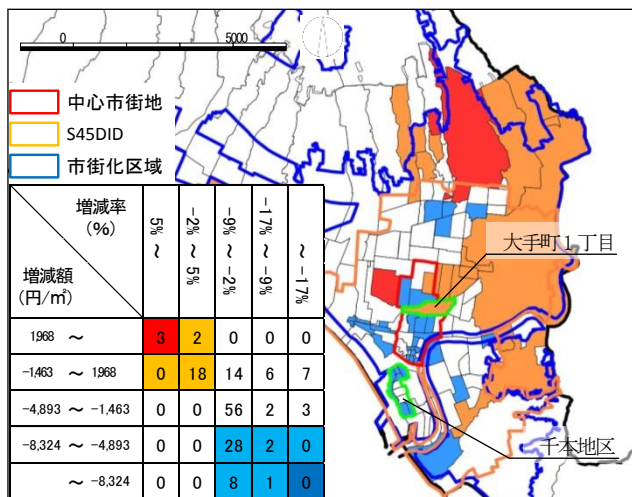 0 5000
中心市街地
S45DID
市街化区域
増減率
(%)
増減額
(円/㎡)
5% ～
-2% ～ 5%
-9% ～ -2%
-17% ～ -9%
～ -17%
1,968 ～ 3 2 0 0 0
-1,463 ～ 1,968 0 18 14 6 7
-4,893 ～ -1,463 0 0 56 2 3
-8,324 ～ -4,893 0 0 28 2 0
～ -8,324 0 0 8 1 0
大手町１丁目
千本地区